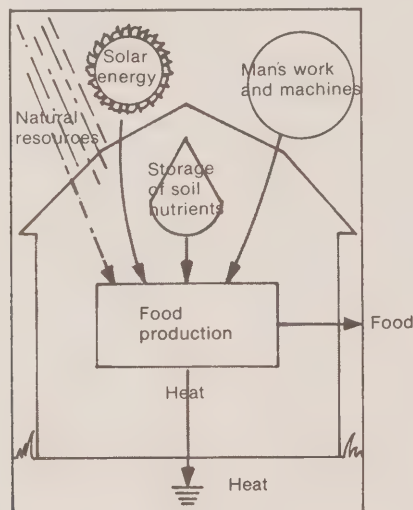 Solar
energy
Man's work
and machines
Natural
resources
Storage
of soil
nutrients
Food
production
Food
Heat
Heat